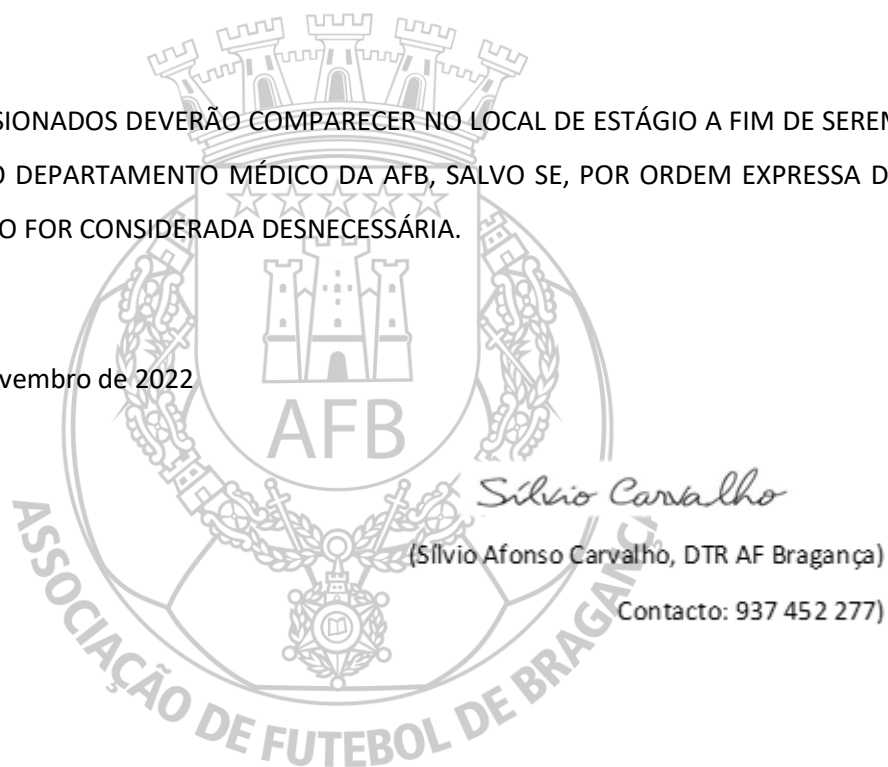 SIONADOS DEVERÃO COMPARECER NO LOCAL DE ESTÁGIO A FIM DE SEREM
O DEPARTAMENTO MÉDICO DA AFB, SALVO SE, POR ORDEM EXPRESSA D
O FOR CONSIDERADA DESNECESSÁRIA.
vembro de 2022
AFB
Sílvio Carvalho
(Sílvio Afonso Carvalho, DTR AF Bragança)
Contacto: 937 452 277)
ASSOCIAÇÃO DE FUTEBOL DE BRAGANÇA